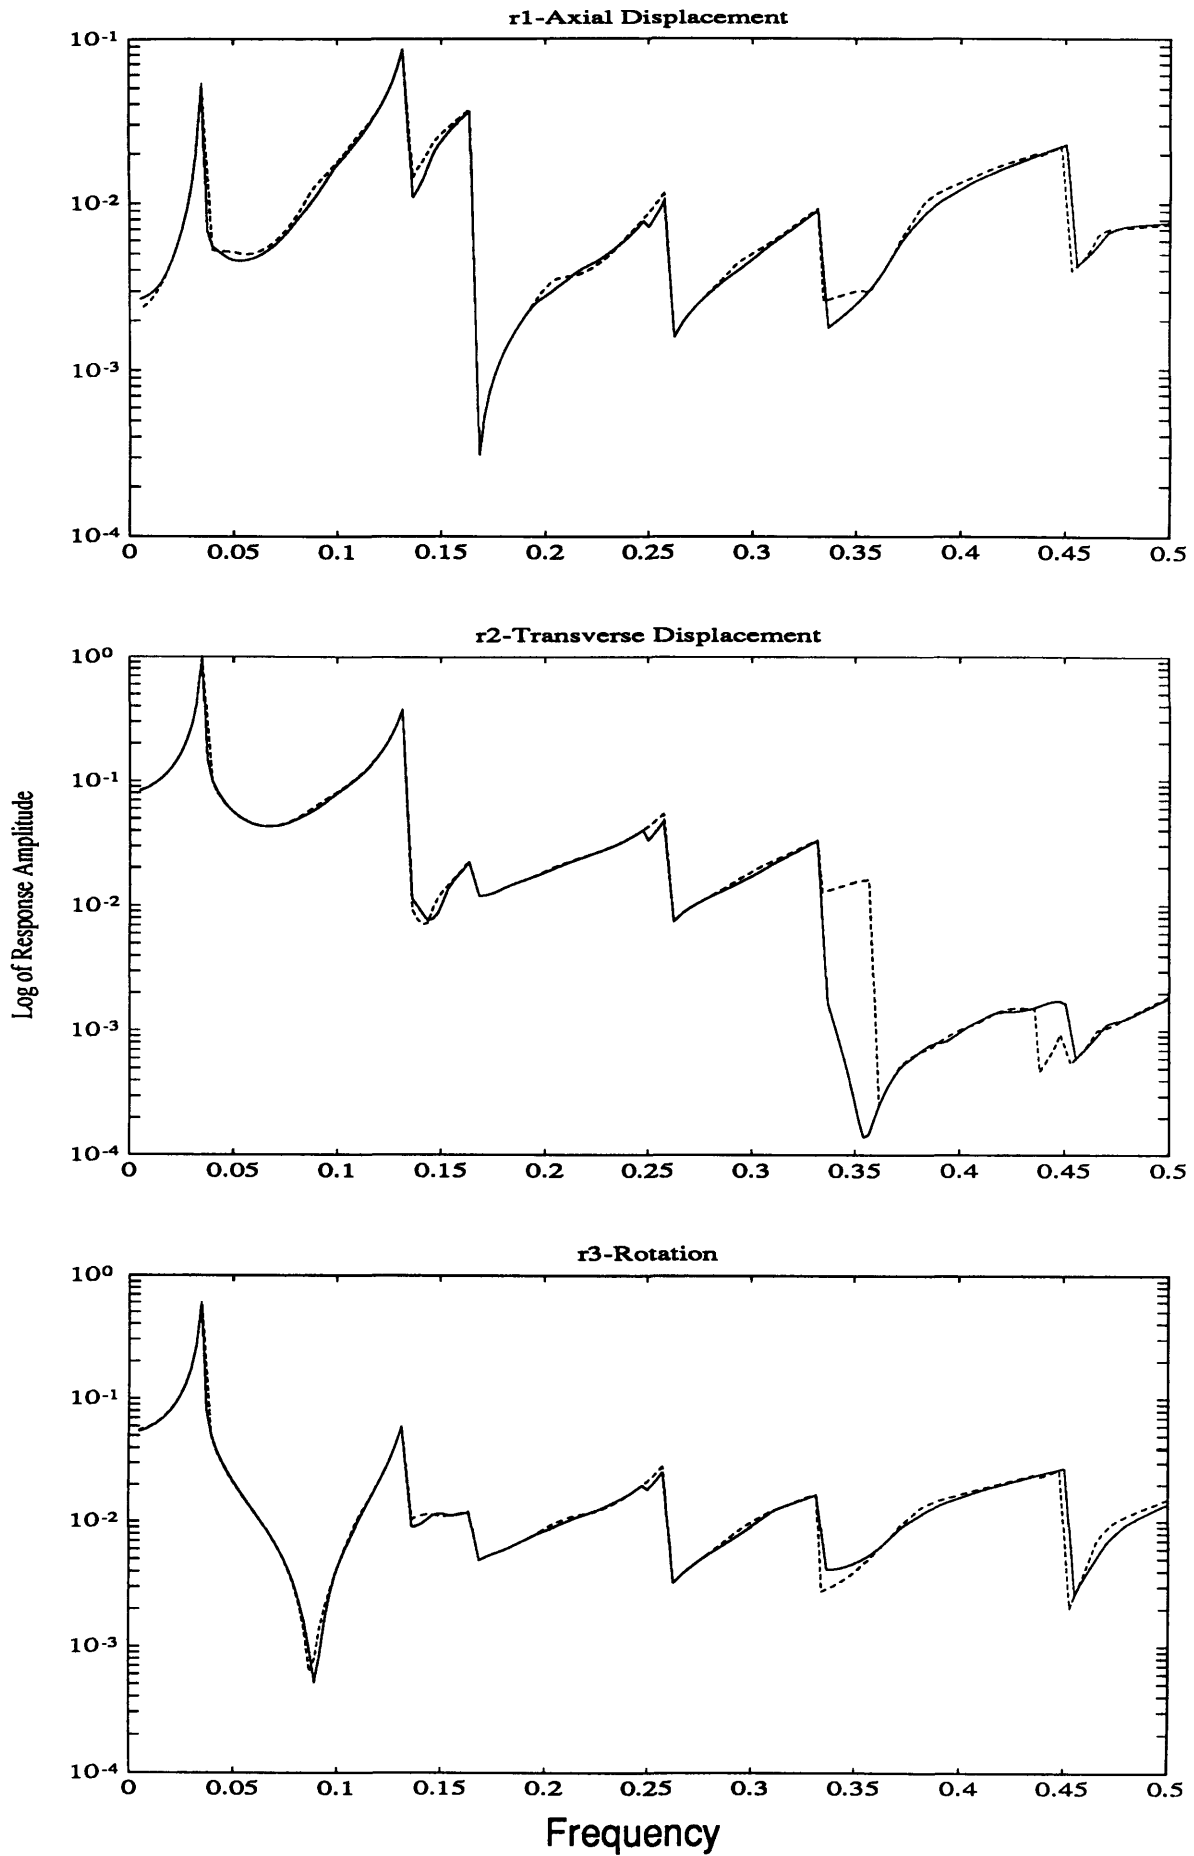 r1-Axial Displacement
10-1
10-2
10-3
10-4
0 0.05 0.1 0.15 0.2 0.25 0.3 0.35 0.4 0.45 0.5
r2-Transverse Displacement
Log of Response Amplitude
100
10-1
10-2
10-3
10-4
0 0.05 0.1 0.15 0.2 0.25 0.3 0.35 0.4 0.45 0.5
r3-Rotation
100
10-1
10-2
10-3
10-4
0 0.05 0.1 0.15 0.2 0.25 0.3 0.35 0.4 0.45 0.5
Frequency